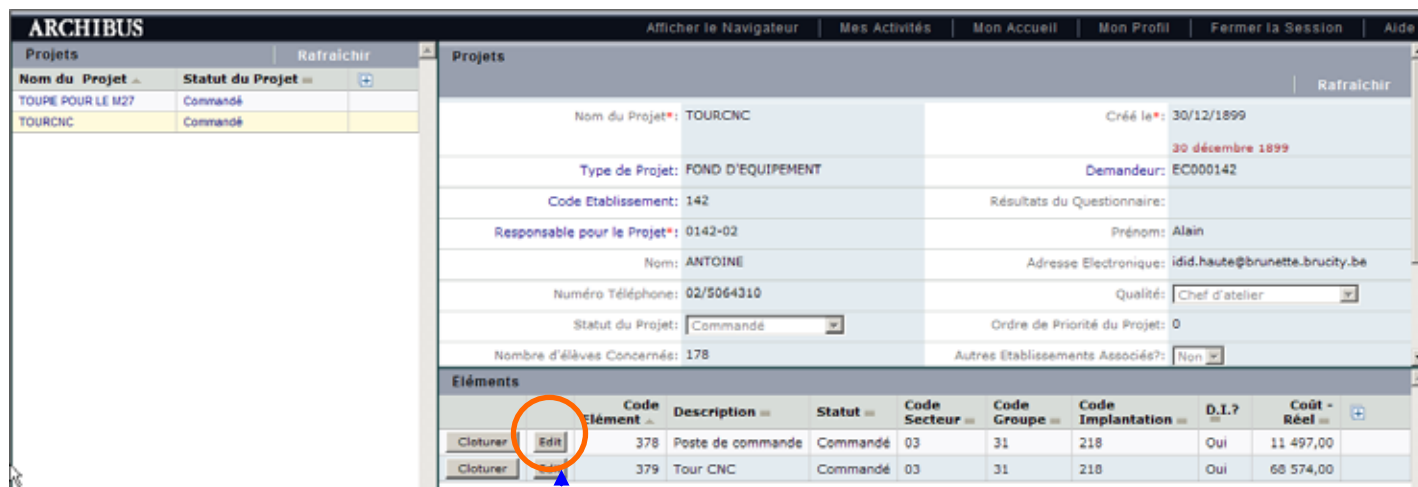 ARCHIBUS
Afficher le Navigateur | Mes Activités | Mon Accueil | Mon Profil | Fermer la Session | Aide
Projets | Rafraîchir
Nom du Projet Statut du Projet
TOUPIE POUR LE M27 Commandé
TOURCNC Commandé
Projets
Rafraîchir
Nom du Projet*: TOURCNC Créé le*: 30/12/1899
30 décembre 1899
Type de Projet: FOND D'EQUIPEMENT Demandeur: EC000142
Code Etablissement: 142 Résultats du Questionnaire:
Responsable pour le Projet*: 0142-02 Prénom: Alain
Nom: ANTOINE Adresse Electronique: idid.haute@brunette.brucity.be
Numéro Téléphone: 02/5064310 Qualité: Chef d'atelier
Statut du Projet: Commandé Ordre de Priorité du Projet: 0
Nombre d'élèves Concernés: 178 Autres Etablissements Associés?: Non
Eléments
Code Elément Description Statut Code Secteur Code Groupe Code Implantation D.I.? Coût - Réel
Cloturer Edit 378 Poste de commande Commandé 03 31 218 Oui 11 497,00
Cloturer Edit 379 Tour CNC Commandé 03 31 218 Oui 68 574,00